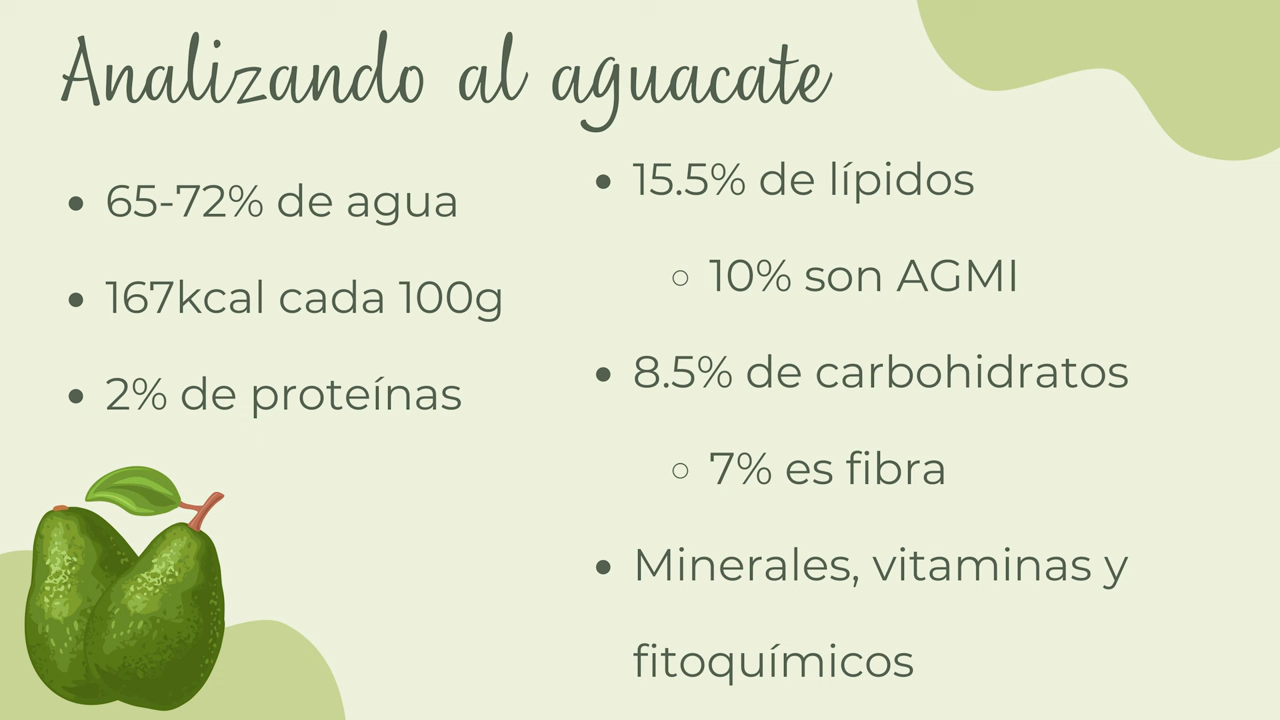 Analizando al aguacate
• 65-72% de agua
• 167kcal cada 100g
• 2% de proteínas
• 15.5% de lípidos
◦ 10% son AGMI
• 8.5% de carbohidratos
◦ 7% es fibra
• Minerales, vitaminas y
fitoquímicos